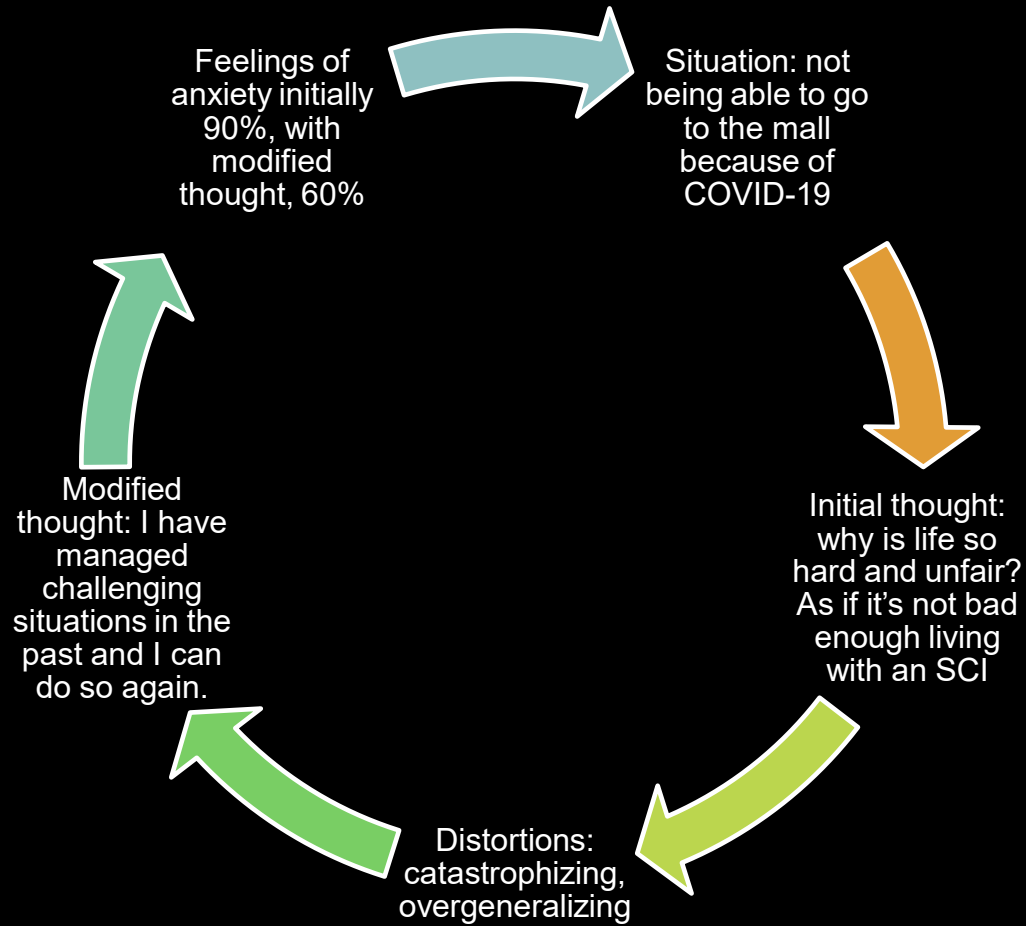 Feelings of
anxiety initially
90%, with
modified
thought, 60%
Situation: not
being able to go
to the mall
because of
COVID-19
Initial thought:
why is life so
hard and unfair?
As if it’s not bad
enough living
with an SCI
Distortions:
catastrophizing,
overgeneralizing
Modified
thought: I have
managed
challenging
situations in the
past and I can
do so again.